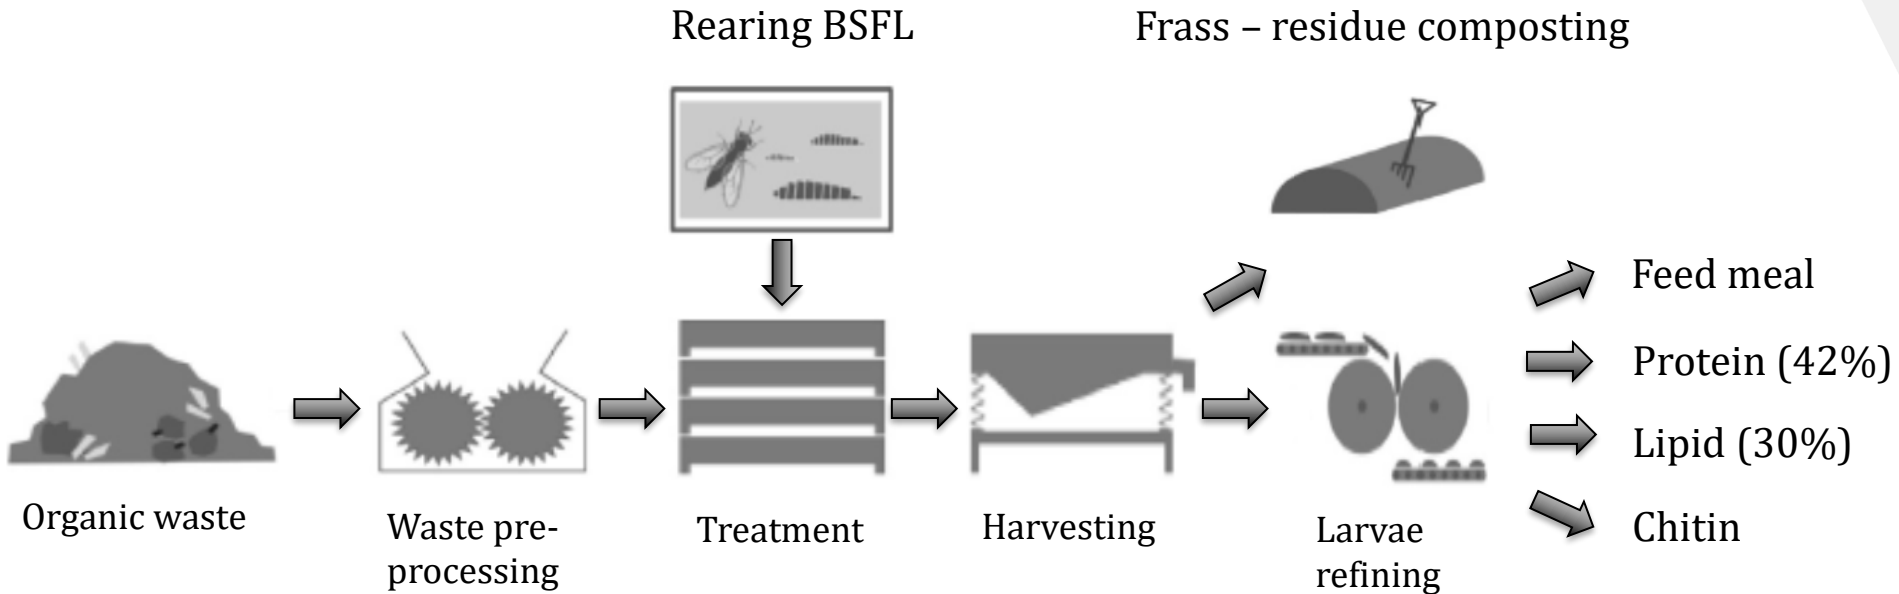 Rearing BSFL
Frass – residue composting
Organic waste
Waste pre-
processing
Treatment
Harvesting
Larvae
refining
Feed meal
Protein (42%)
Lipid (30%)
Chitin